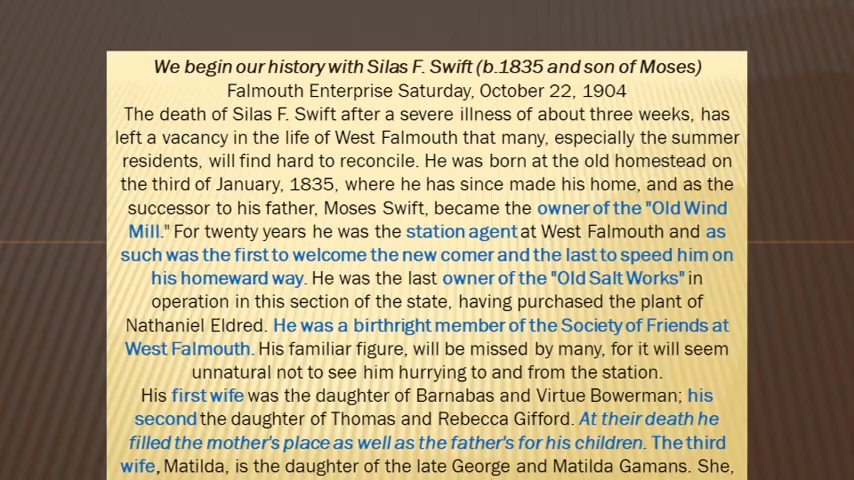 We begin our history with Silas F. Swift (b.1835 and son of Moses)
Falmouth Enterprise Saturday, October 22, 1904
The death of Silas F. Swift after a severe illness of about three weeks, has
left a vacancy in the life of West Falmouth that many, especially the summer
residents, will find hard to reconcile. He was born at the old homestead on
the third of January, 1835, where he has since made his home, and as the
successor to his father, Moses Swift, became the owner of the "Old Wind
Mill." For twenty years he was the station agent at West Falmouth and as
such was the first to welcome the new comer and the last to speed him on
his homeward way. He was the last owner of the "Old Salt Works" in
operation in this section of the state, having purchased the plant of
Nathaniel Eldred. He was a birthright member of the Society of Friends at
West Falmouth. His familiar figure, will be missed by many, for it will seem
unnatural not to see him hurrying to and from the station.
His first wife was the daughter of Barnabas and Virtue Bowerman; his
second the daughter of Thomas and Rebecca Gifford. At their death he
filled the mother's place as well as the father's for his children. The third
wife, Matilda, is the daughter of the late George and Matilda Gamans. She,